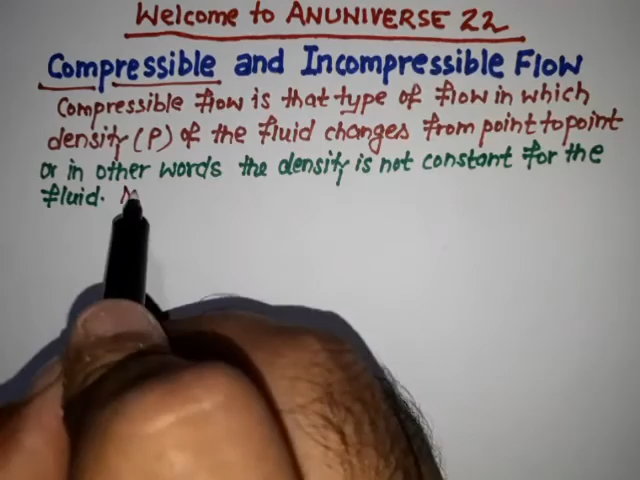 Welcome to ANUNIVERSE 22
Compressible and Incompressible Flow
Compressible flow is that type of flow in which
density (ρ) of the fluid changes from point to point
or in other words the density is not constant for the
fluid.